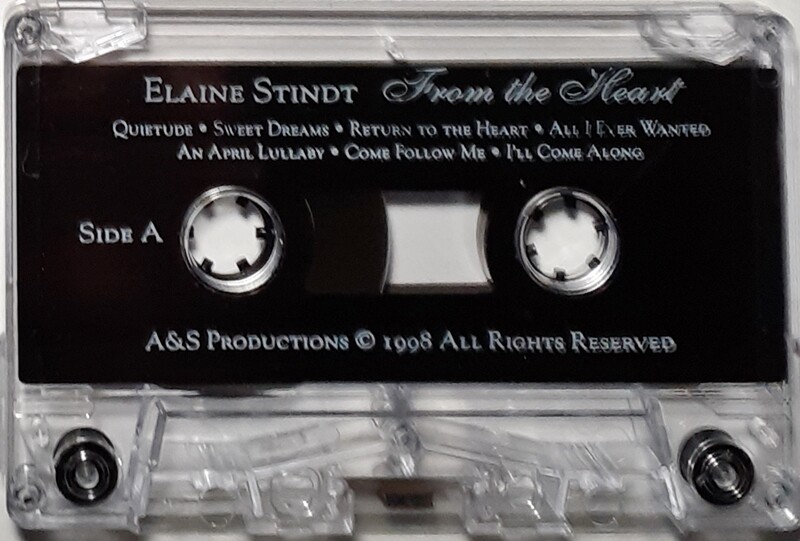 Elaine Stindt From the Heart
Quietude • Sweet Dreams • Return to the Heart • All I Ever Wanted
An April Lullaby • Come Follow Me • I'll Come Along
Side A
A&S Productions © 1998 All Rights Reserved